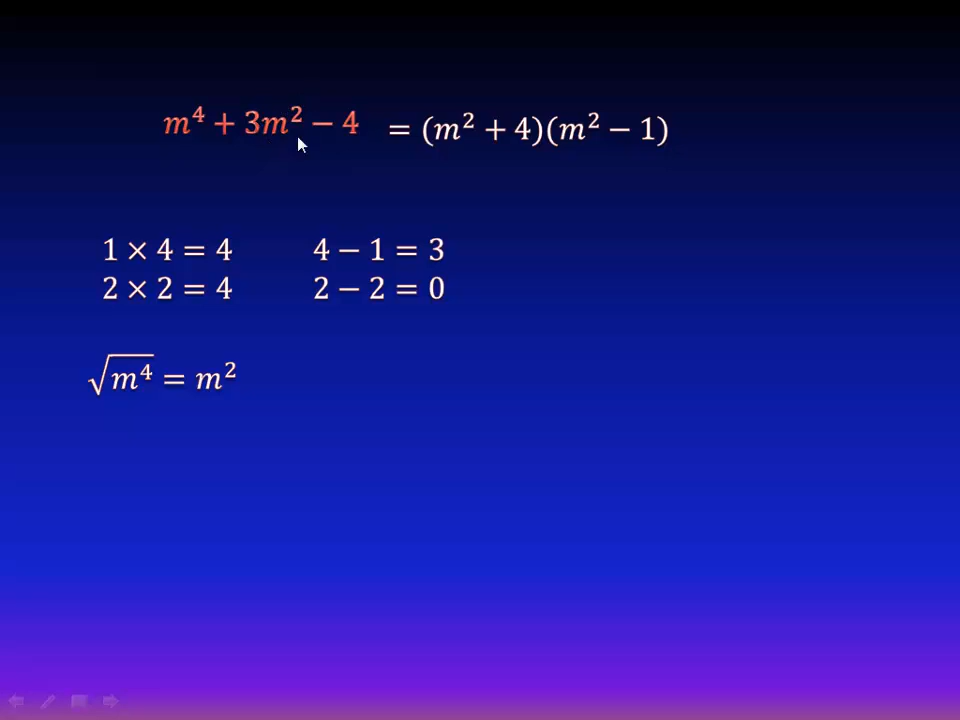 m⁴ + 3m² − 4 = (m² + 4)(m² − 1)
1 × 4 = 4 4 − 1 = 3
2 × 2 = 4 2 − 2 = 0
√m⁴ = m²